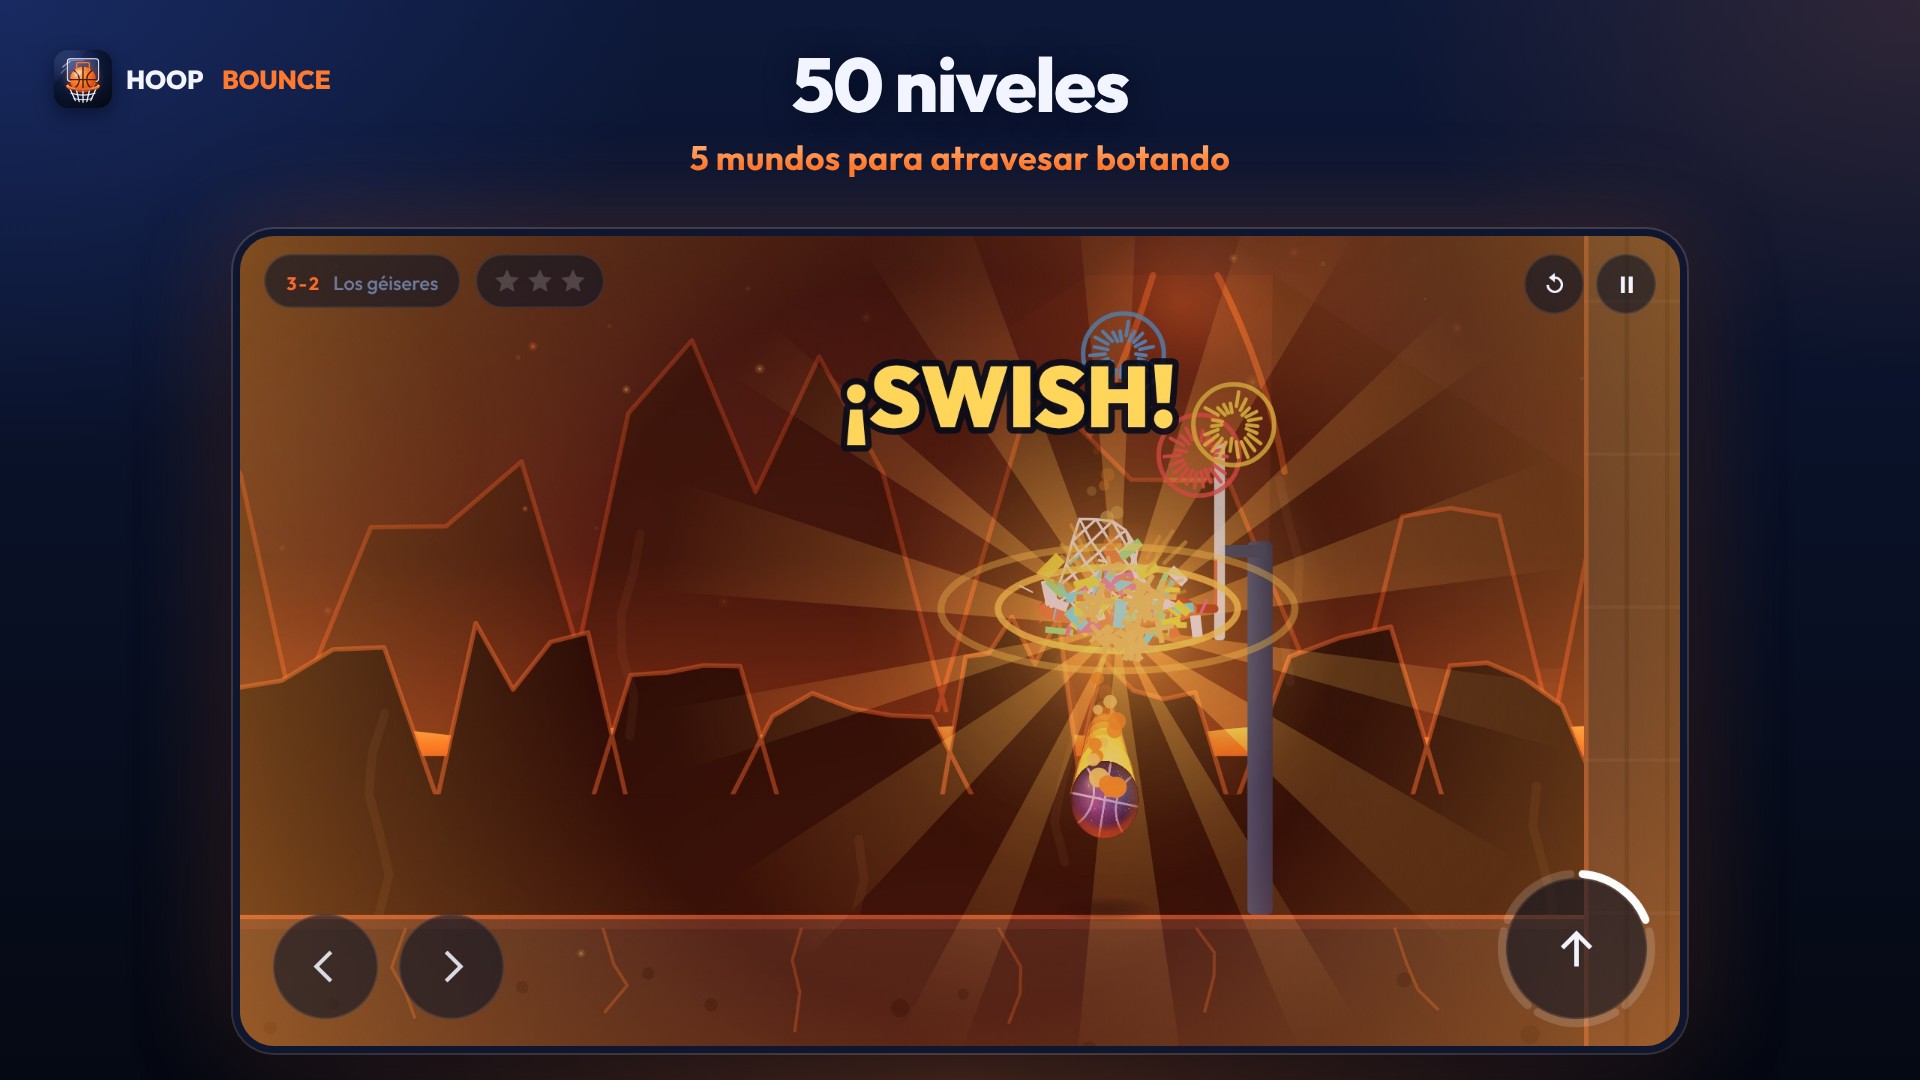 HOOP BOUNCE
50 niveles
5 mundos para atravesar botando
3-2 Los géiseres
¡SWISH!